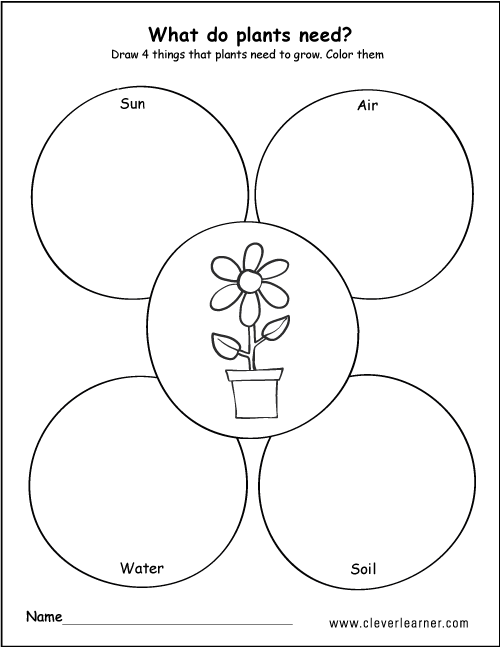 What do plants need?
Draw 4 things that plants need to grow. Color them
Sun
Air
Water
Soil
Name
www.cleverlearner.com